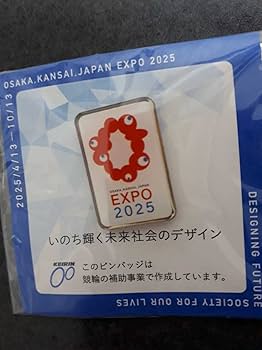 OSAKA.KANSAI.JAPAN EXPO 2025
2025/4/13—10/13
OSAKA, KANSAI, JAPAN
EXPO
2025
いのち輝く未来社会のデザイン
KEIRIN
このピンバッジは
競輪の補助事業で作成しています。
DESIGNING FUTURE
SOCIETY FOR OUR LIVES